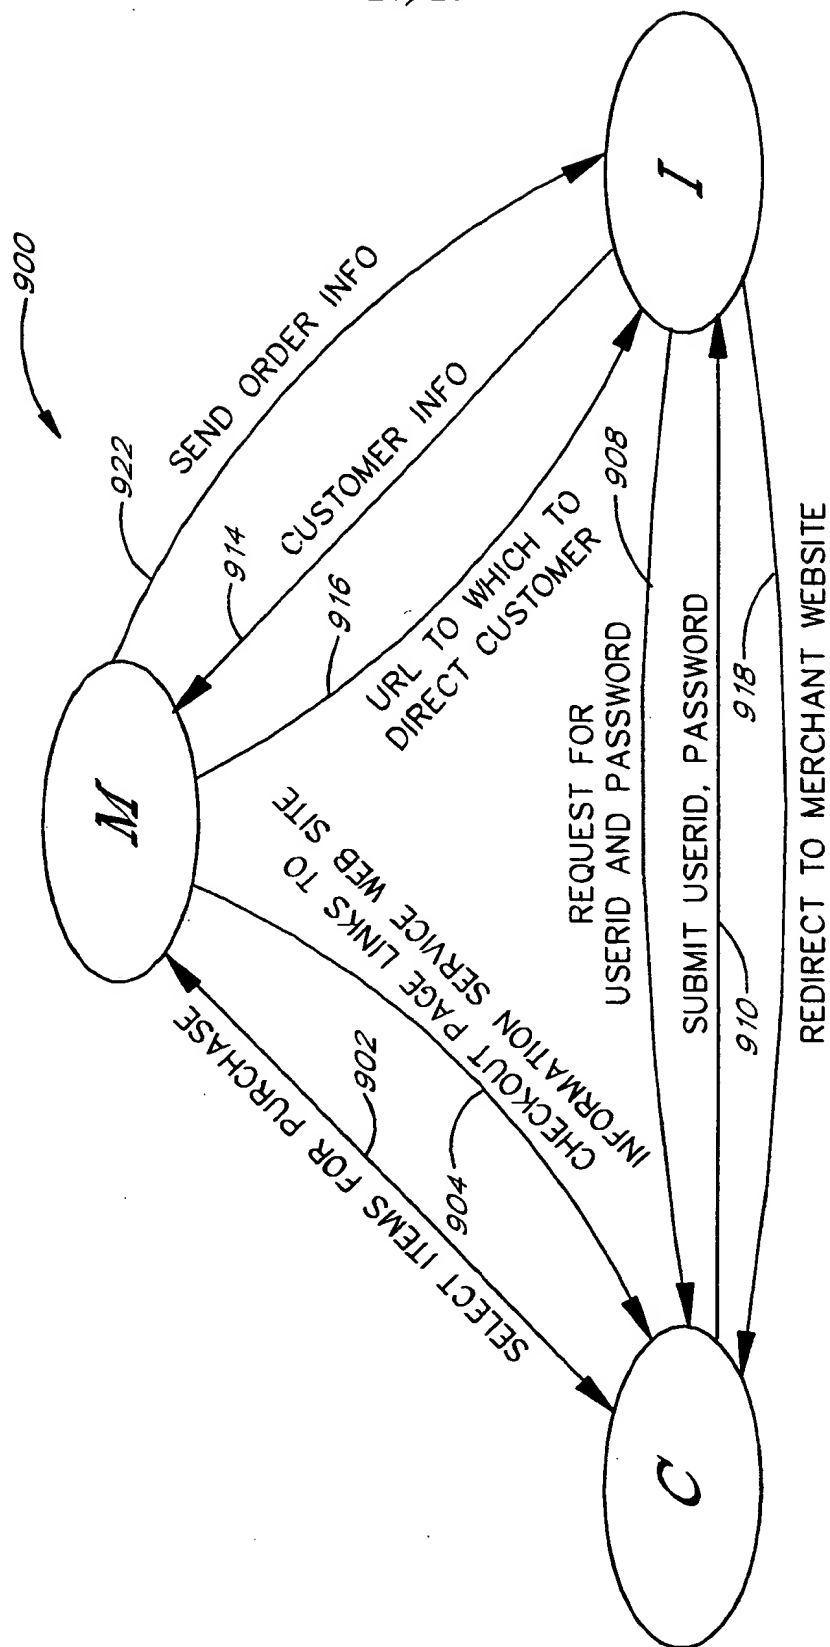 900
M
C
I
SELECT ITEMS FOR PURCHASE
902
CHECKOUT PAGE LINKS TO
INFORMATION SERVICE WEB SITE
904
SEND ORDER INFO
922
CUSTOMER INFO
914
URL TO WHICH TO
DIRECT CUSTOMER
916
REQUEST FOR
USERID AND PASSWORD
908
SUBMIT USERID, PASSWORD
910
918
REDIRECT TO MERCHANT WEBSITE